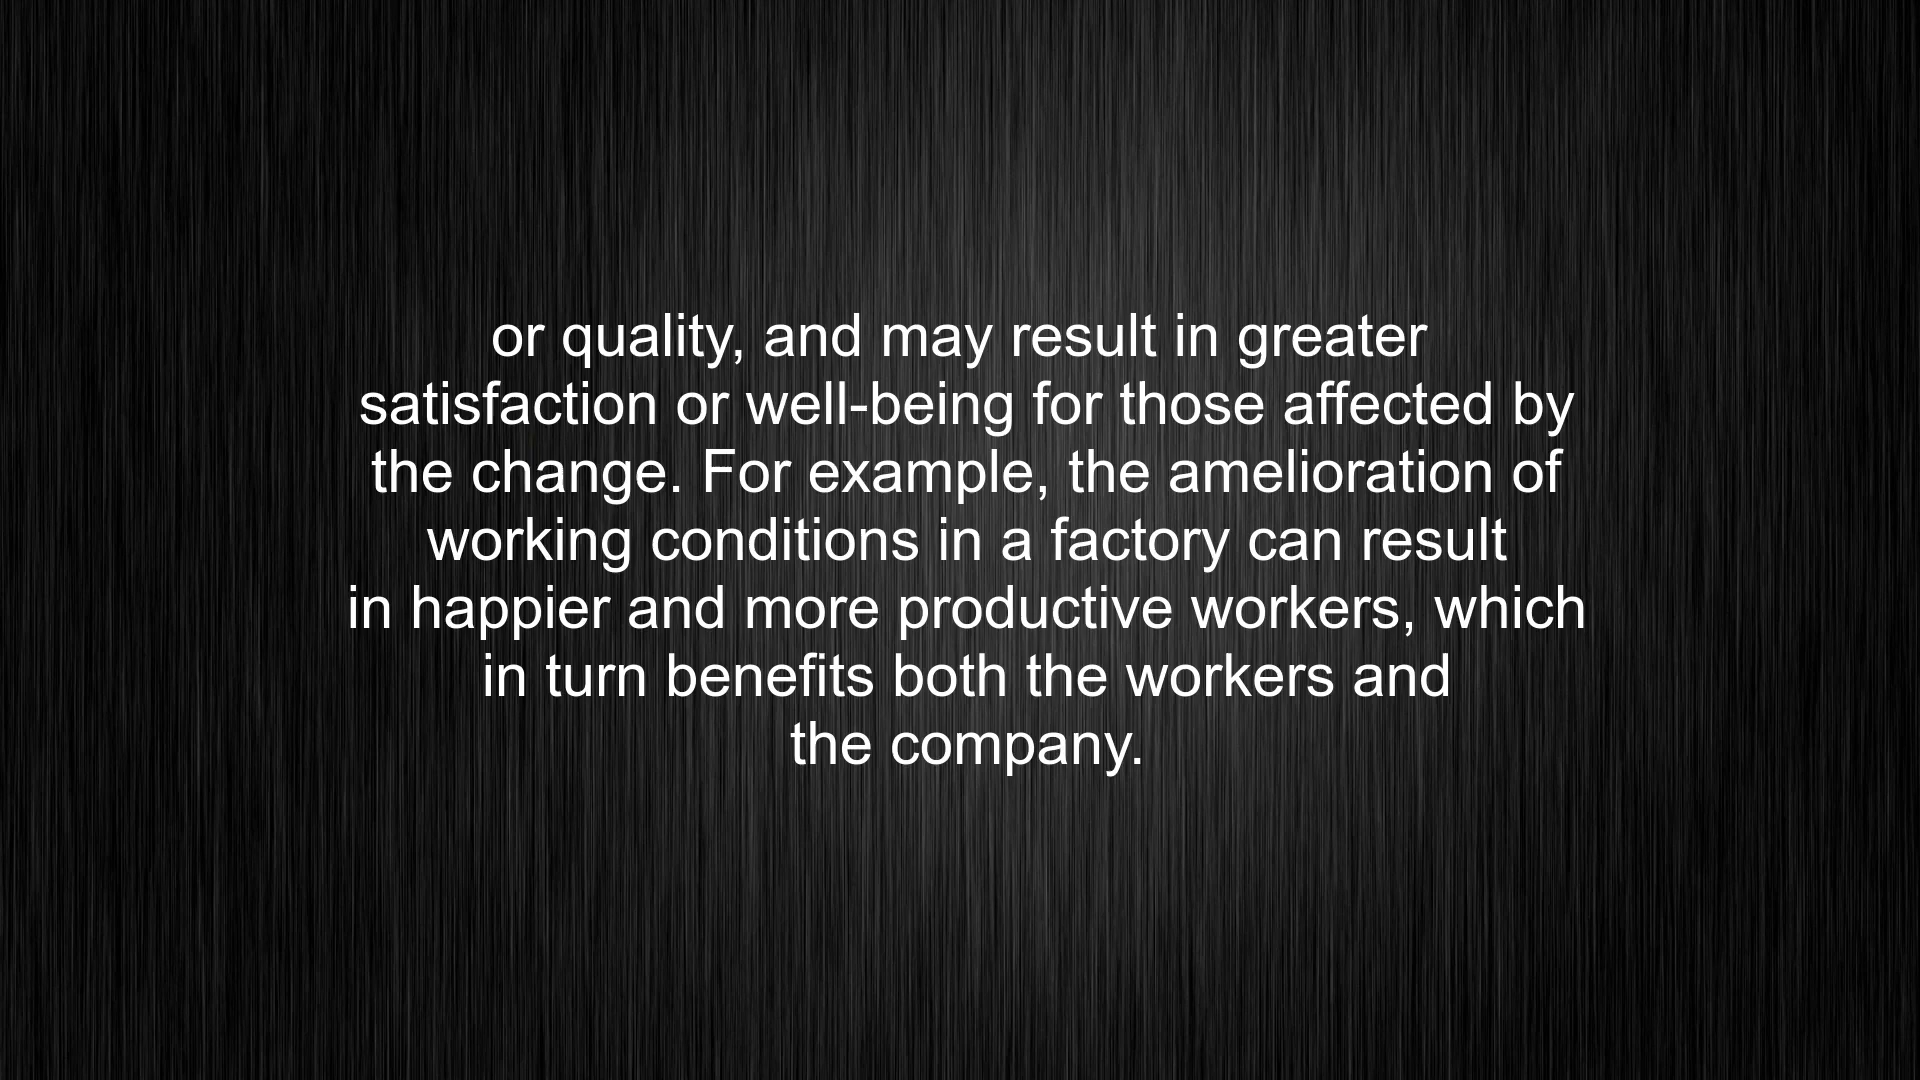 or quality, and may result in greater
satisfaction or well-being for those affected by
the change. For example, the amelioration of
working conditions in a factory can result
in happier and more productive workers, which
in turn benefits both the workers and
the company.